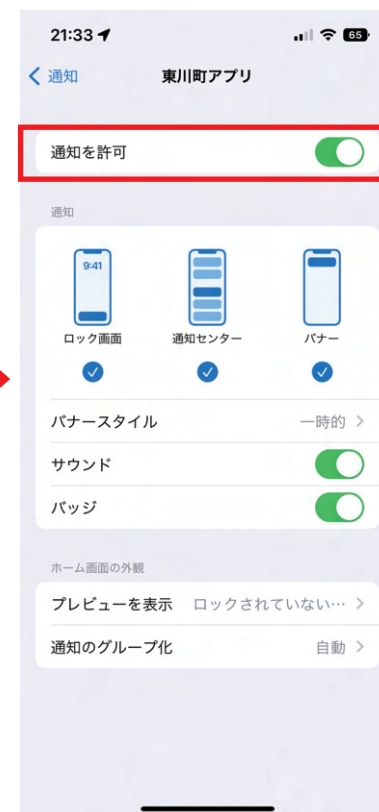 21:33
65
通知
東川町アプリ
通知を許可
通知
9:41
ロック画面
通知センター
バナー
バナースタイル
一時的
サウンド
バッジ
ホーム画面の外観
プレビューを表示 ロックされていない…
通知のグループ化
自動